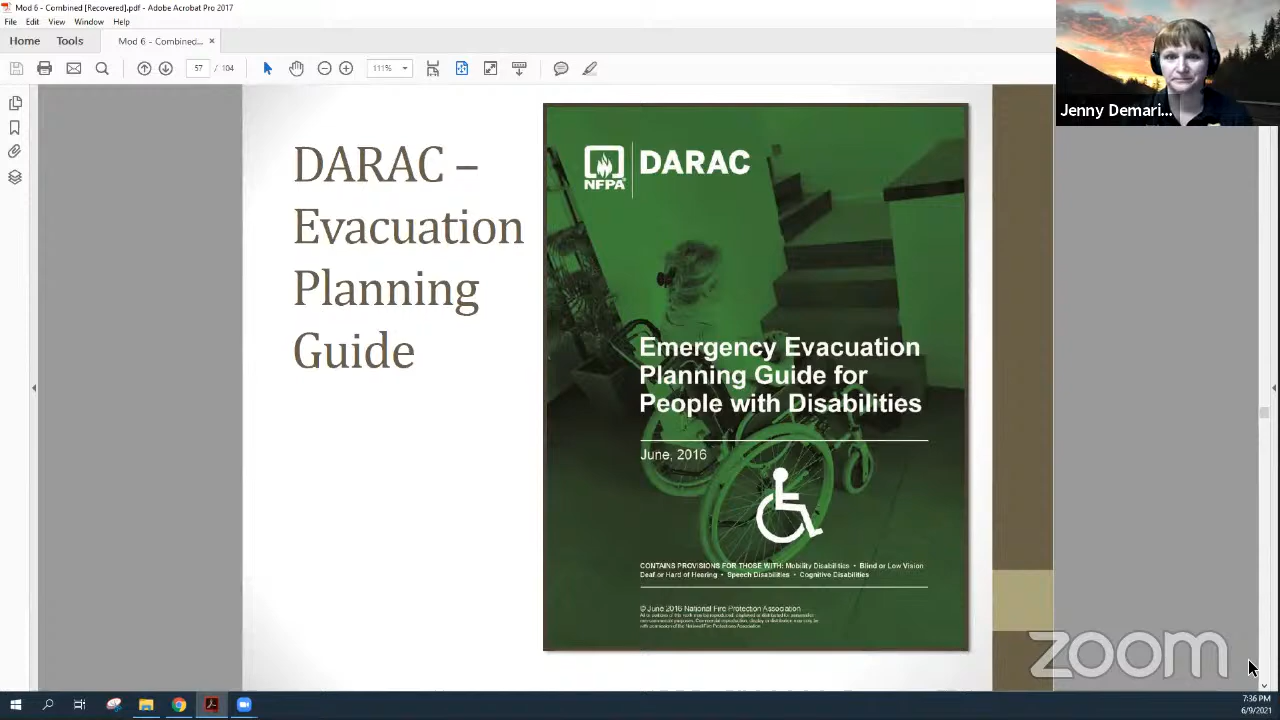 Mod 6 - Combined [Recovered].pdf - Adobe Acrobat Pro 2017
File Edit View Window Help
Home Tools Mod 6 – Combined... ×
57 / 104 111%
Jenny Demari...
DARAC –
Evacuation
Planning
Guide
NFPA DARAC
Emergency Evacuation
Planning Guide for
People with Disabilities
June, 2016
CONTAINS PROVISIONS FOR THOSE WITH: Mobility Disabilities • Blind or Low Vision
Deaf or Hard of Hearing • Speech Disabilities • Cognitive Disabilities
© June 2016 National Fire Protection Association
zoom
7:36 PM
6/9/2021